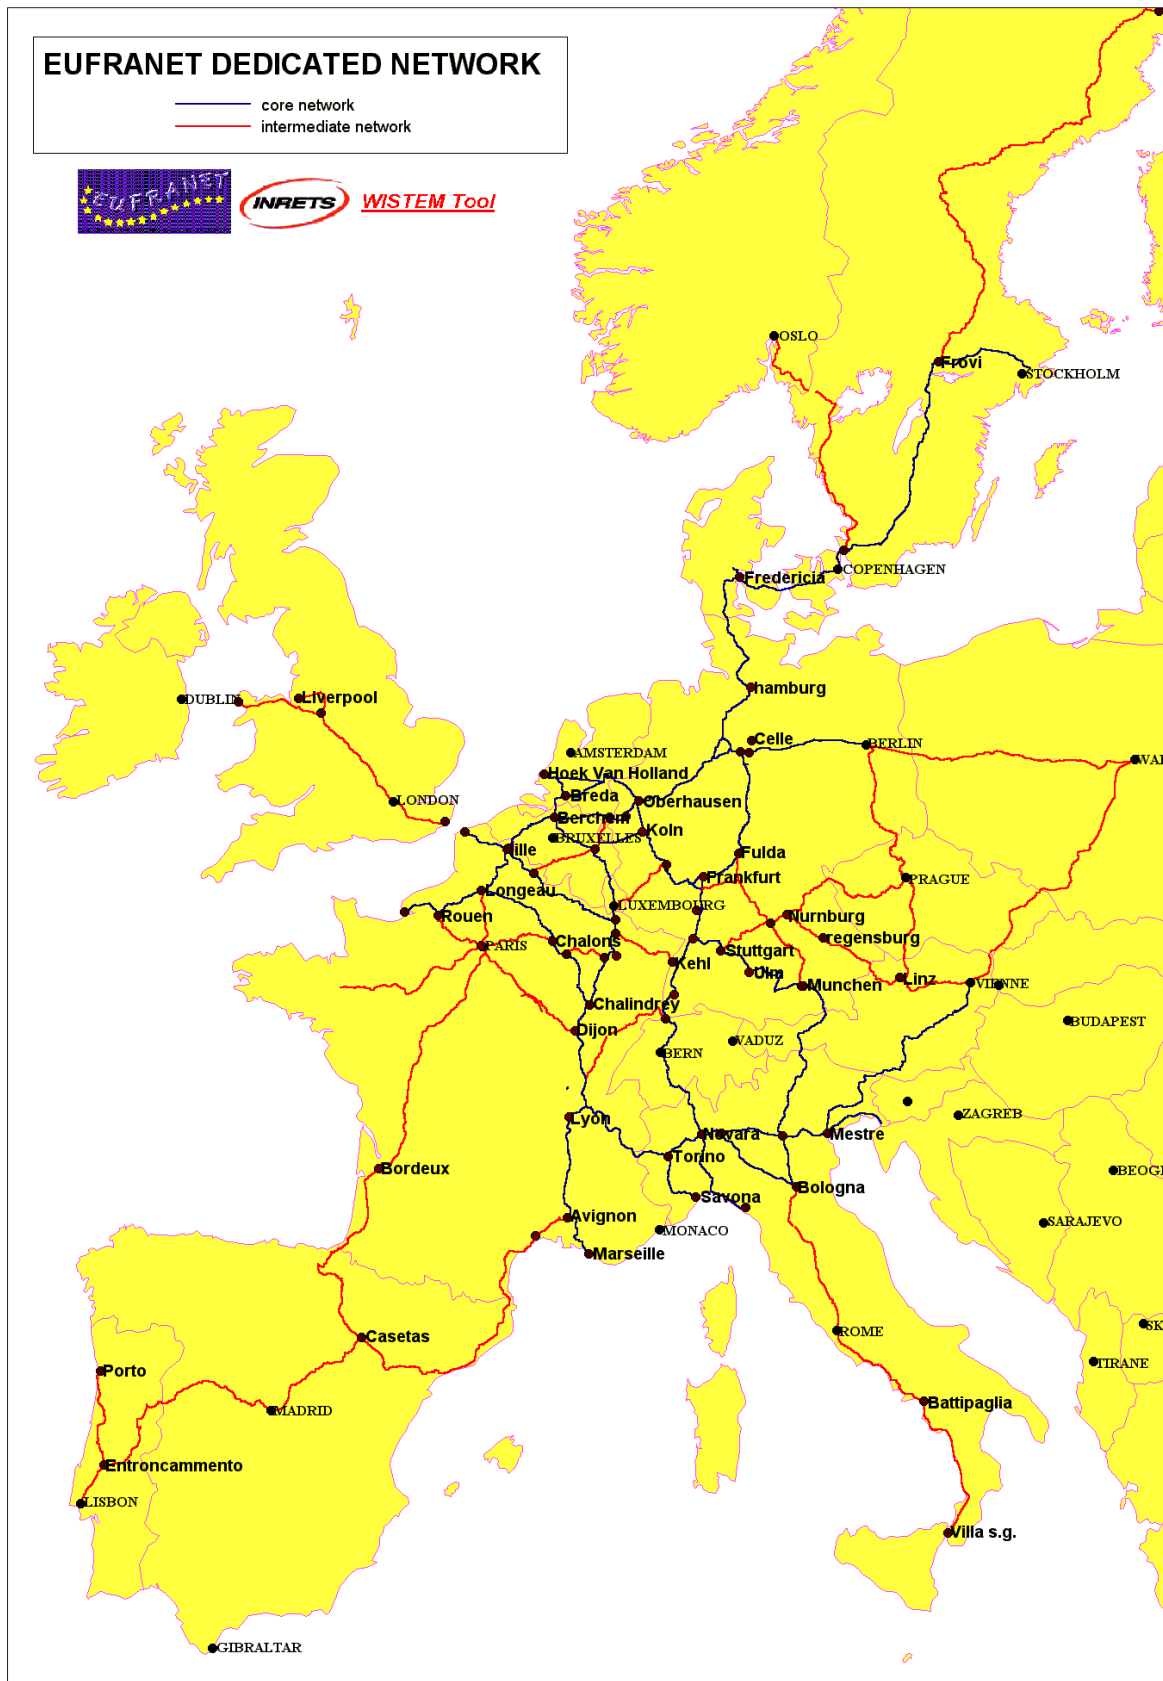 EUFRANET DEDICATED NETWORK
core network
intermediate network
EUFRANET
INRETS
WISTEM Tool
OSLO
Frovi
STOCKHOLM
COPENHAGEN
Fredericia
hamburg
DUBLIN
Liverpool
Celle
BERLIN
AMSTERDAM
WAR
Hoek Van Holland
Breda
Oberhausen
LONDON
Berchem
Koln
BRUXELLES
lille
Fulda
Frankfurt
PRAGUE
Longeau
LUXEMBOURG
Rouen
Nurnburg
regensburg
PARIS
Chalons
Stuttgart
Kehl
Ulm
Munchen
Linz
VIENNE
Chalindrey
BUDAPEST
Dijon
BERN
VADUZ
Lyon
ZAGREB
Novara
Mestre
Torino
Bordeux
BEOGR
Bologna
Savona
Avignon
MONACO
SARAJEVO
Marseille
SK
ROME
Casetas
TIRANE
Porto
MADRID
Battipaglia
Entroncammento
LISBON
Villa s.g.
GIBRALTAR